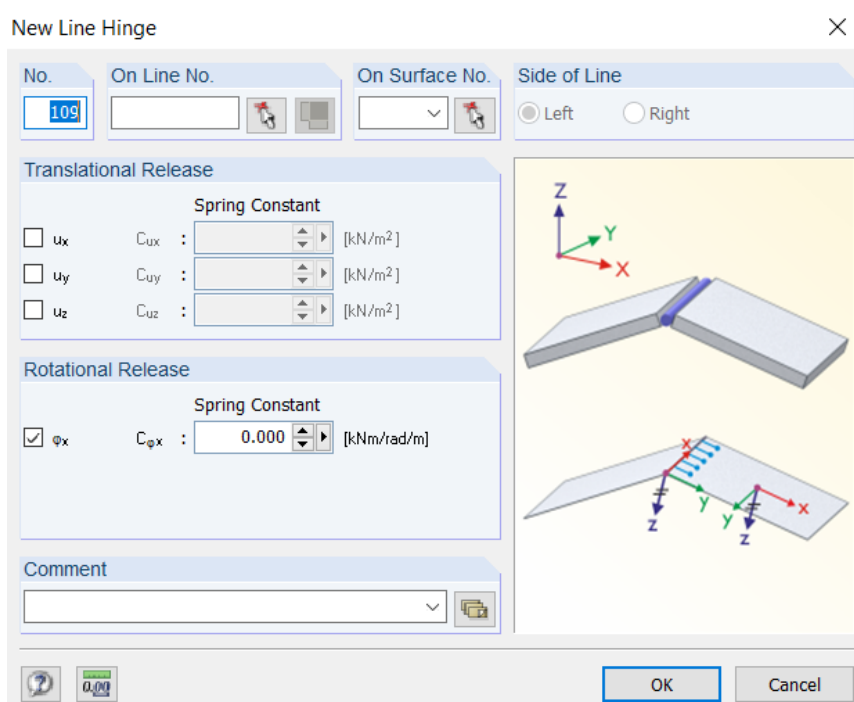 New Line Hinge
No. On Line No. On Surface No. Side of Line
109 Left Right
Translational Release
Spring Constant
ux Cux : [kN/m²]
uy Cuy : [kN/m²]
uz Cuz : [kN/m²]
Rotational Release
Spring Constant
φx Cφx : 0.000 [kNm/rad/m]
Comment
Z
Y
X
x
y
z
x
y
z
0.00
OK Cancel